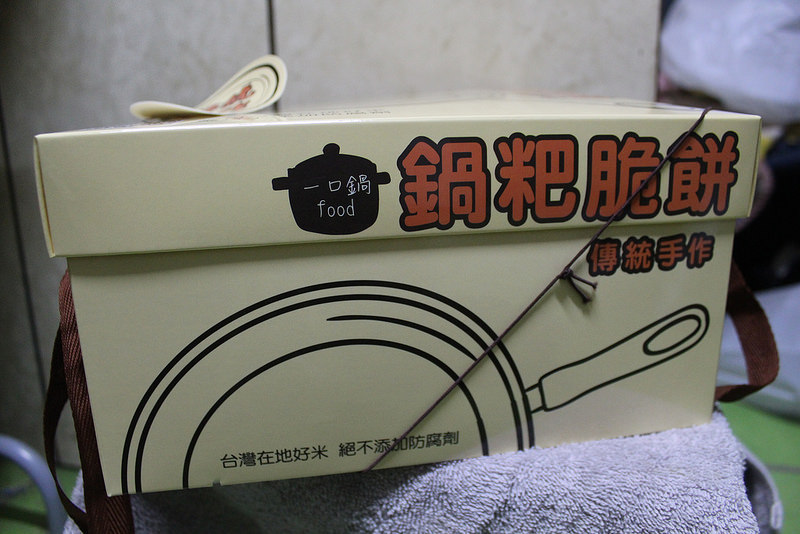 一口鍋
food
鍋粑脆餅
傳統手作
台灣在地好米 絕不添加防腐劑